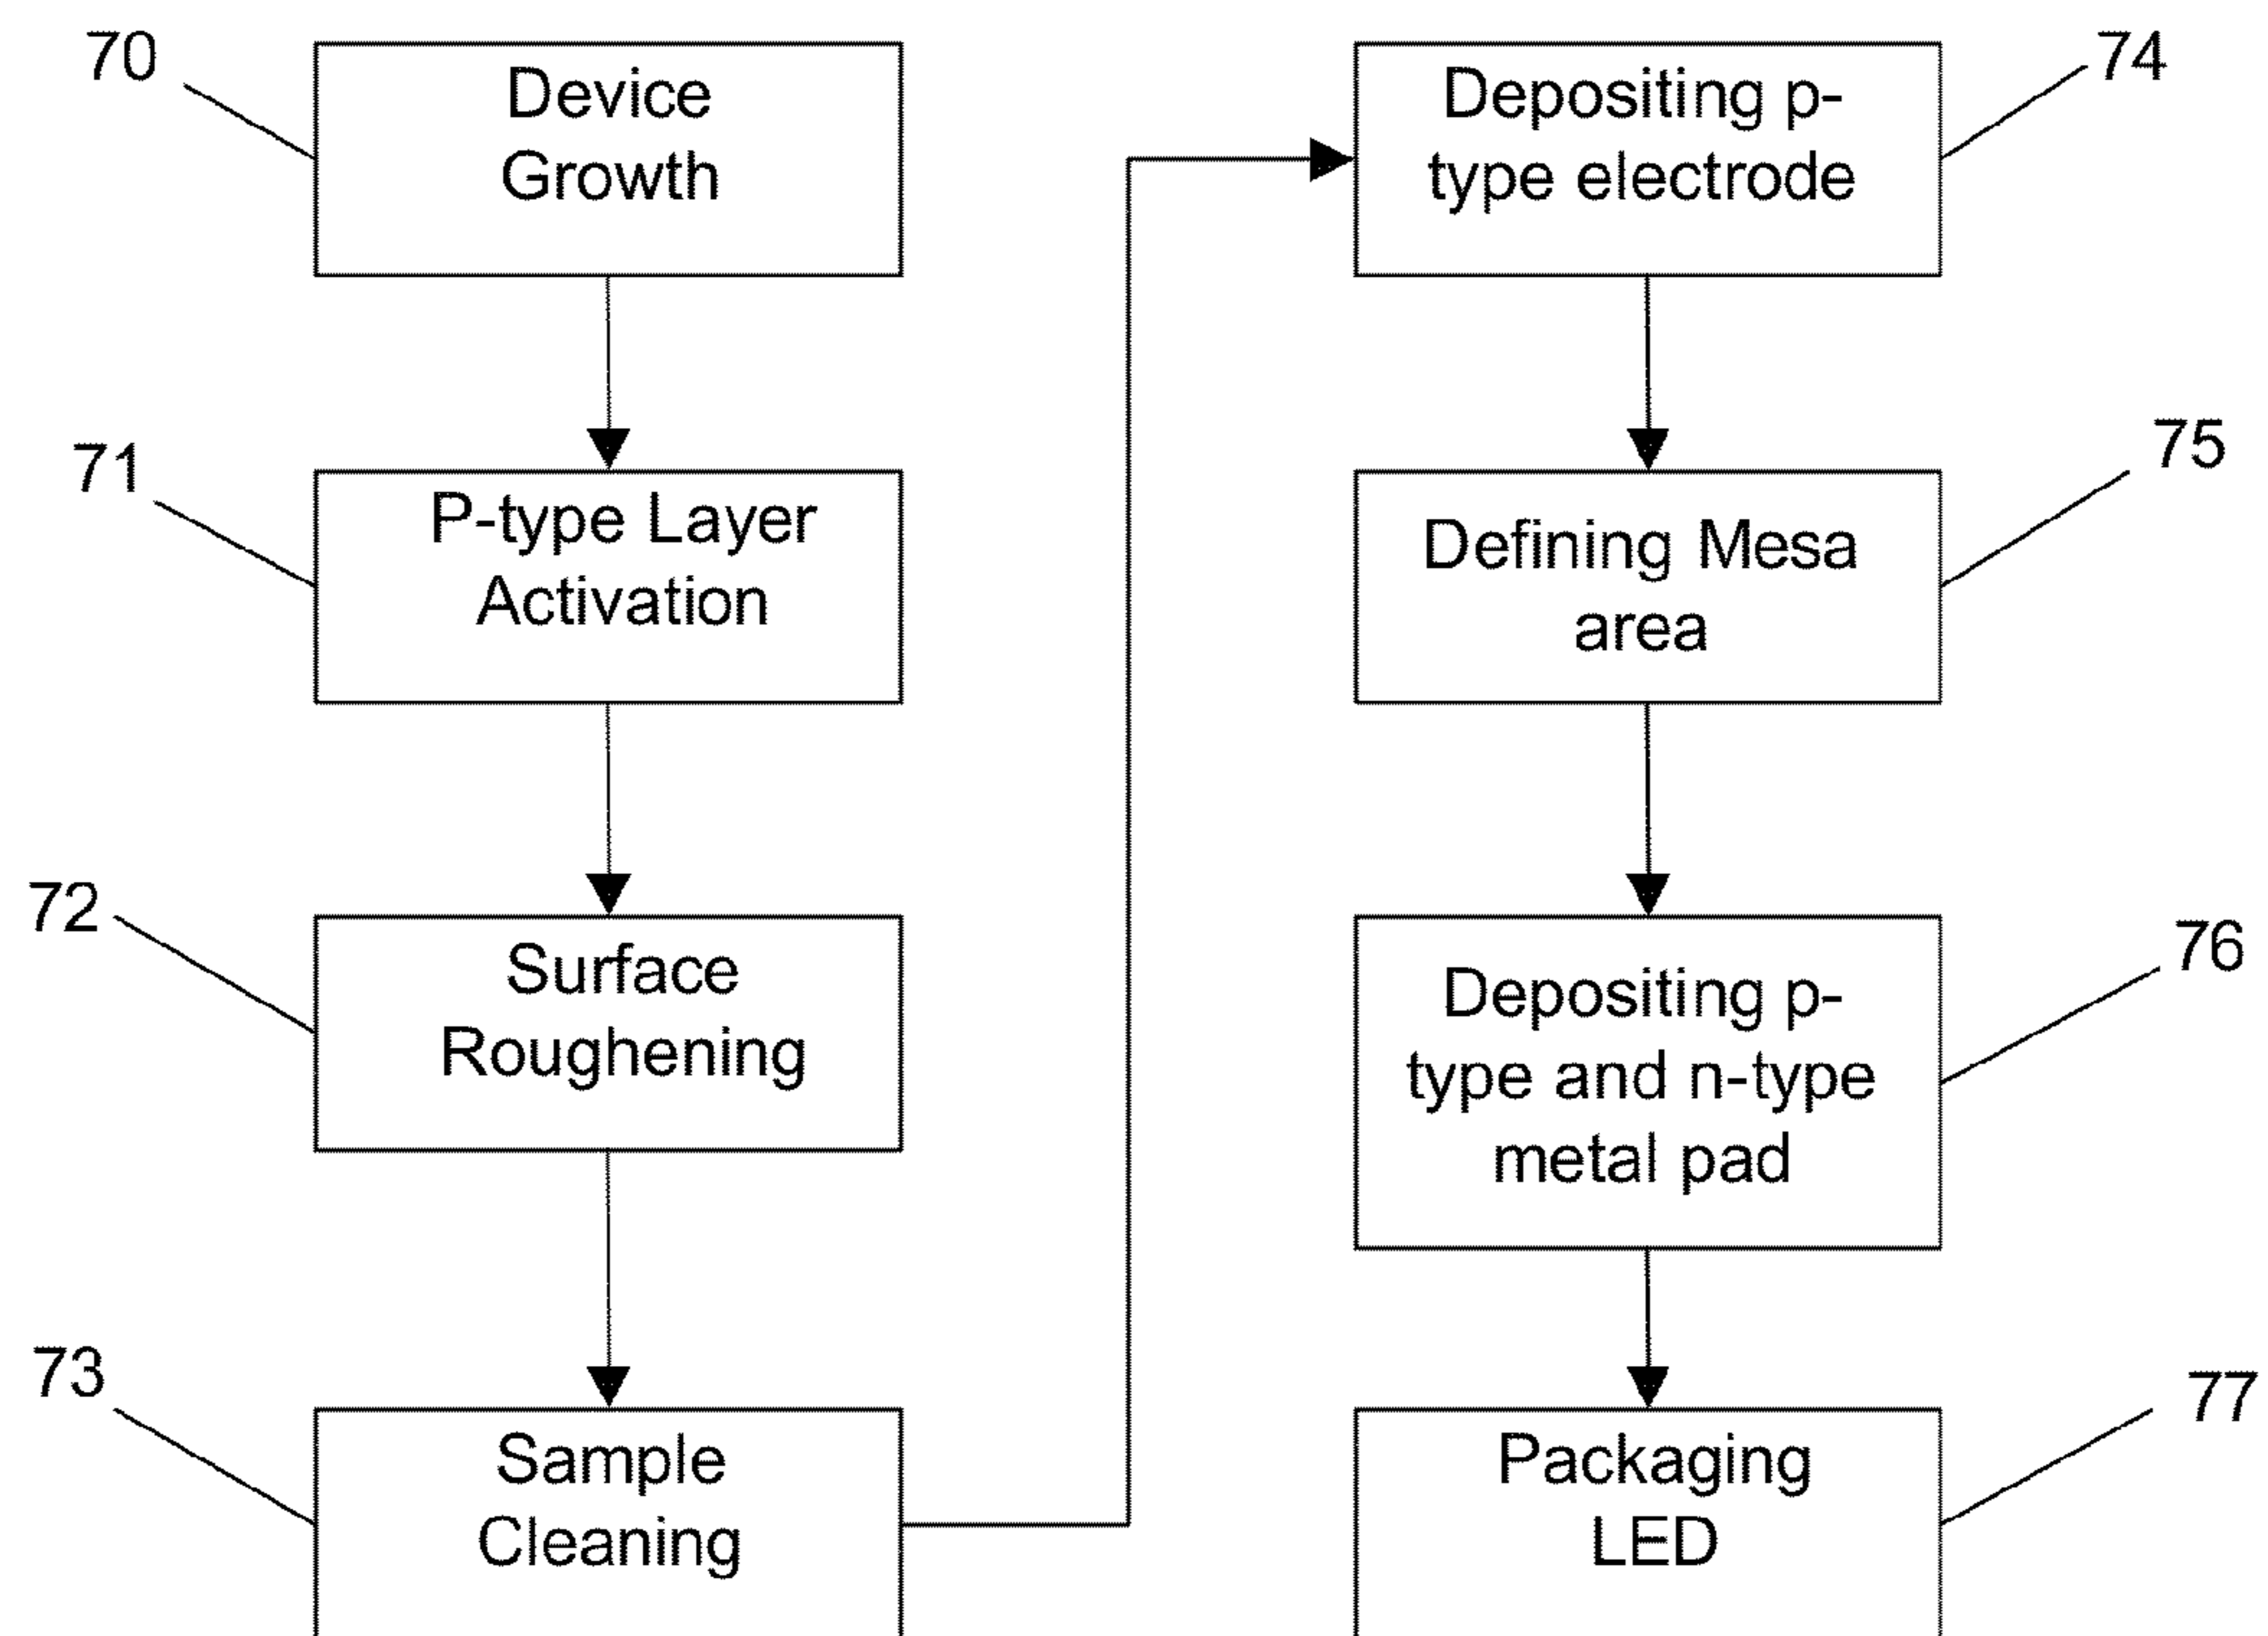 70
Device
Growth
71
P-type Layer
Activation
72
Surface
Roughening
73
Sample
Cleaning
74
Depositing p-
type electrode
75
Defining Mesa
area
76
Depositing p-
type and n-type
metal pad
77
Packaging
LED